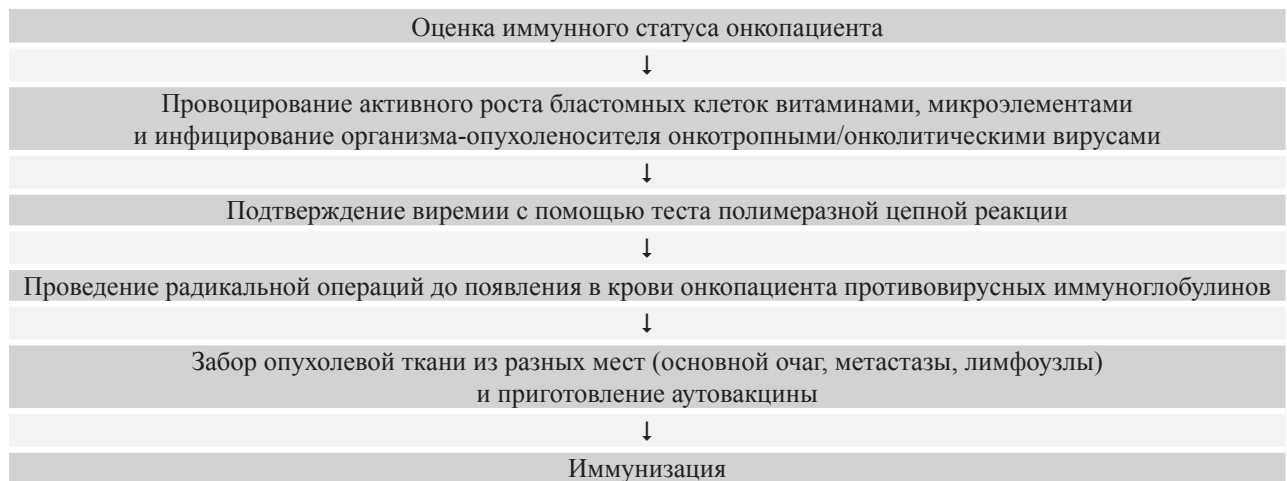 Оценка иммунного статуса онкопациента
↓
Провоцирование активного роста бластомных клеток витаминами, микроэлементами
и инфицирование организма-опухоленосителя онкотропными/онколитическими вирусами
↓
Подтверждение виремии с помощью теста полимеразной цепной реакции
↓
Проведение радикальной операций до появления в крови онкопациента противовирусных иммуноглобулинов
↓
Забор опухолевой ткани из разных мест (основной очаг, метастазы, лимфоузлы)
и приготовление аутовакцины
↓
Иммунизация